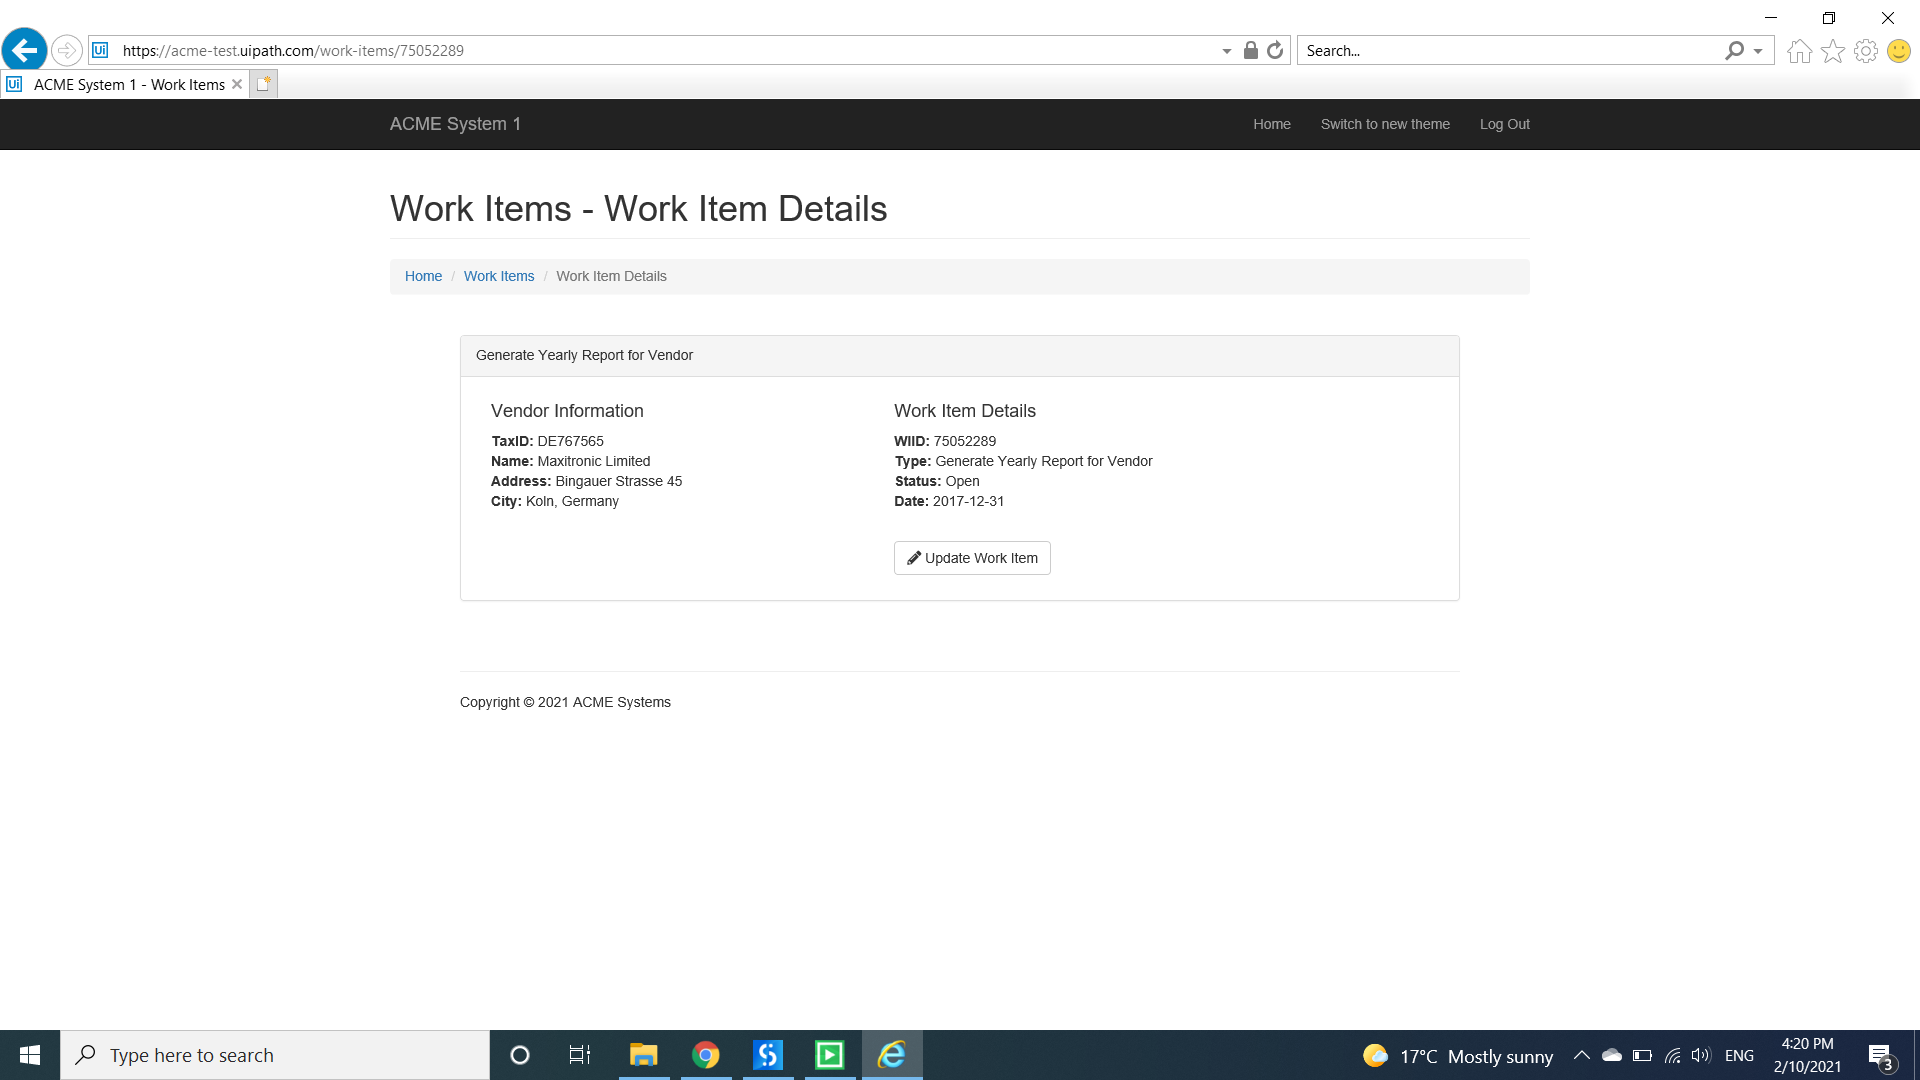 https://acme-test.uipath.com/work-items/75052289
Search...
ACME System 1 - Work Items
ACME System 1
Home
Switch to new theme
Log Out
Work Items - Work Item Details
Home / Work Items / Work Item Details
Generate Yearly Report for Vendor
Vendor Information
TaxID: DE767565
Name: Maxitronic Limited
Address: Bingauer Strasse 45
City: Koln, Germany
Work Item Details
WIID: 75052289
Type: Generate Yearly Report for Vendor
Status: Open
Date: 2017-12-31
Update Work Item
Copyright © 2021 ACME Systems
Type here to search
17°C Mostly sunny
ENG
4:20 PM
2/10/2021
3